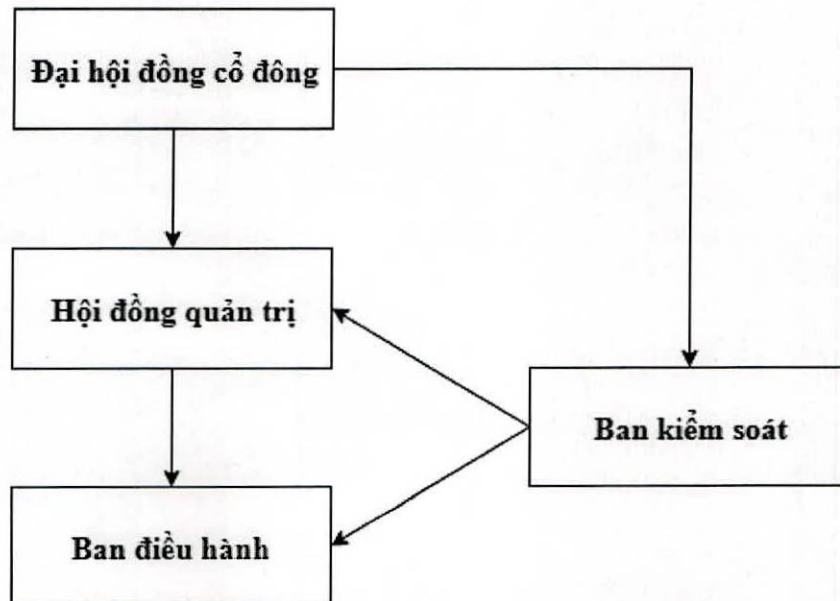 Đại hội đồng cổ đông
Hội đồng quản trị
Ban kiểm soát
Ban điều hành